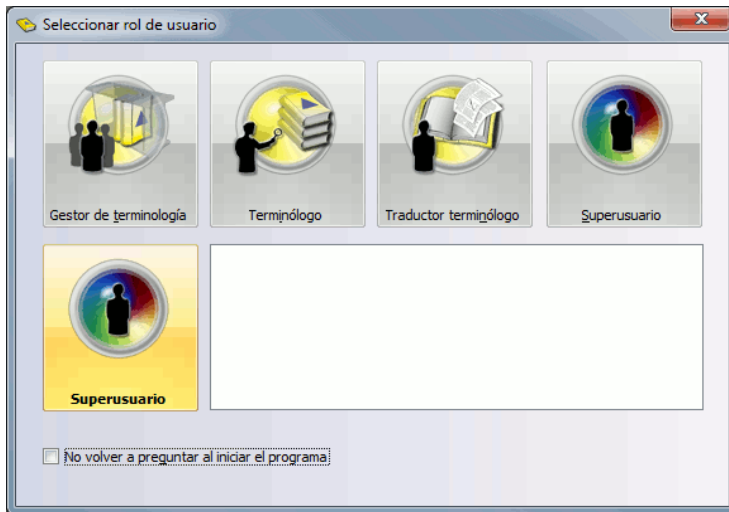 Seleccionar rol de usuario
Gestor de terminología
Terminólogo
Traductor terminólogo
Superusuario
Superusuario
No volver a preguntar al iniciar el programa